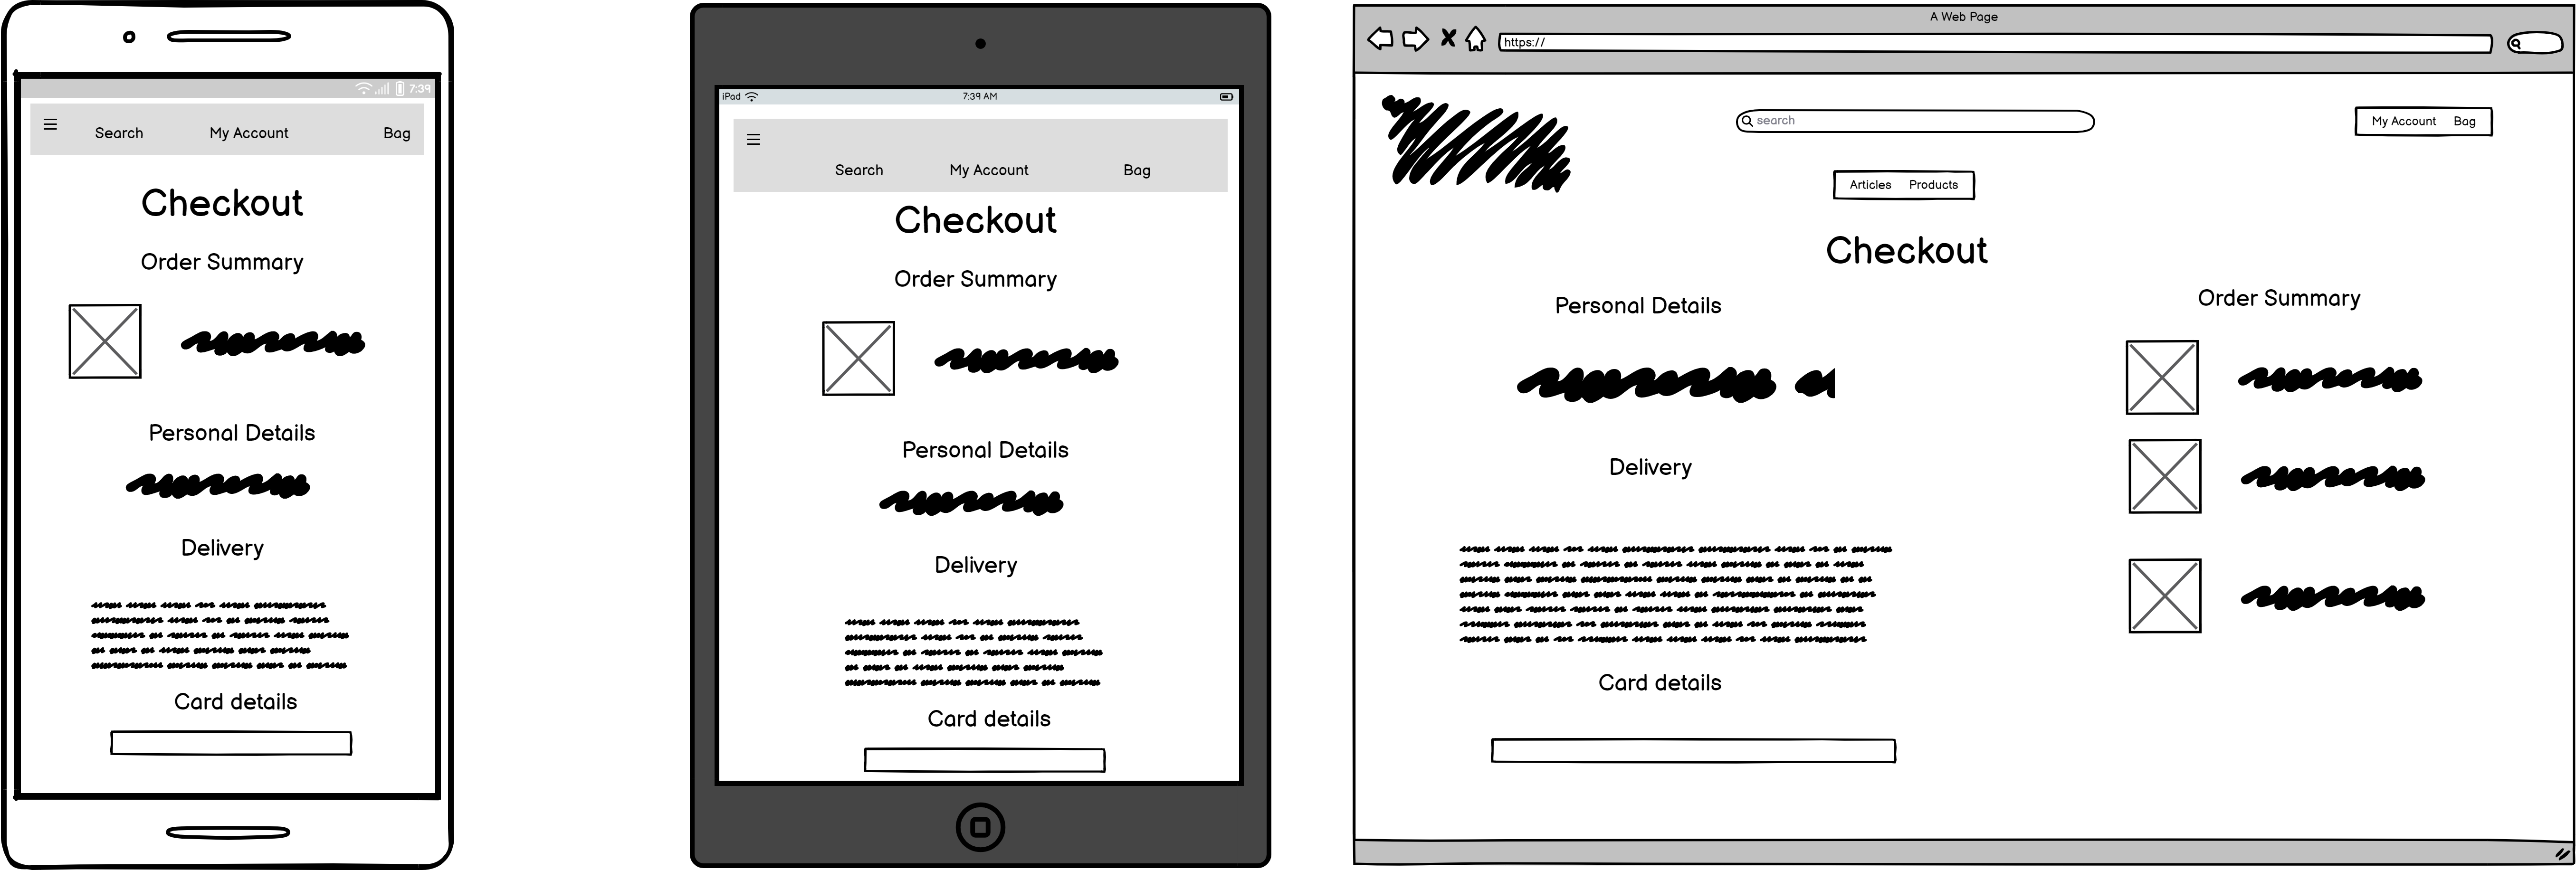 7:39
Search My Account Bag
Checkout
Order Summary
Personal Details
Delivery
Card details
iPad 7:39 AM
Search My Account Bag
Checkout
Order Summary
Personal Details
Delivery
Card details
A Web Page
https://
search
My Account Bag
Articles Products
Checkout
Personal Details
Delivery
Card details
Order Summary